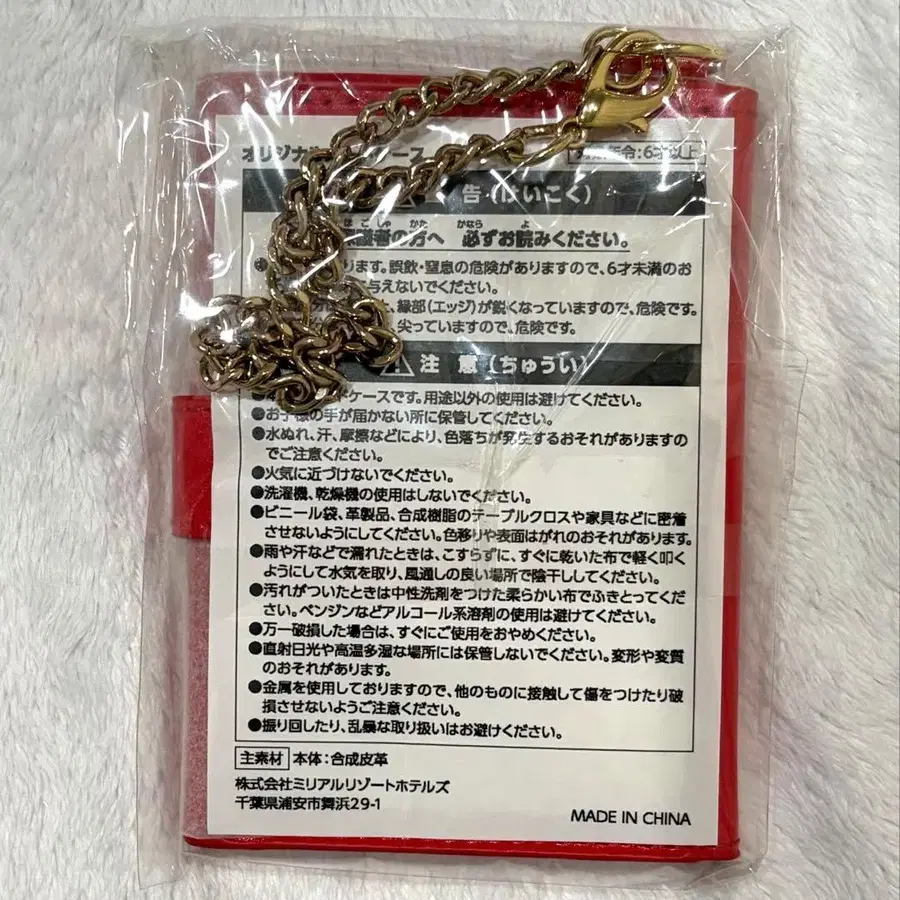 オリジナル ケース
対象年令:6才以上
告(けいこく)
ほごしゃ かた かなら よ
護者の方へ 必ずお読みください。
ります。誤飲・窒息の危険がありますので、6才未満のお
与えないでください。
縁部(エッジ)が鋭くなっていますので、危険です。
尖っていますので、危険です。
注 意(ちゅうい)
ドケースです。用途以外の使用は避けてください。
●お子様の手が届かない所に保管してください。
●水ぬれ、汗、摩擦などにより、色落ちが発生するおそれがありますの
でご注意ください。
●火気に近づけないでください。
●洗濯機、乾燥機の使用はしないでください。
●ビニール袋、革製品、合成樹脂のテーブルクロスや家具などに密着
させないようにしてください。色移りや表面はがれのおそれがあります。
●雨や汗などで濡れたときは、こすらずに、すぐに乾いた布で軽く叩く
ようにして水気を取り、風通しの良い場所で陰干ししてください。
●汚れがついたときは中性洗剤をつけた柔らかい布でふきとってくだ
さい。ベンジンなどアルコール系溶剤の使用は避けてください。
●万一破損した場合は、すぐにご使用をおやめください。
●直射日光や高温多湿な場所には保管しないでください。変形や変質
のおそれがあります。
●金属を使用しておりますので、他のものに接触して傷をつけたり破
損させないようご注意ください。
●振り回したり、乱暴な取り扱いはお避けください。
主素材 本体:合成皮革
株式会社ミリアルリゾートホテルズ
千葉県浦安市舞浜29-1
MADE IN CHINA